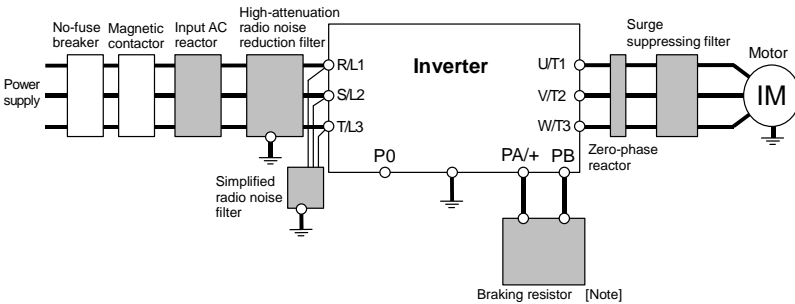 No-fuse
breaker
Magnetic
contactor
Input AC
reactor
High-attenuation
radio noise
reduction filter
Power
supply
R/L1
S/L2
T/L3
Inverter
U/T1
V/T2
W/T3
Surge
suppressing filter
Motor
IM
Zero-phase
reactor
P0
PA/+
PB
Simplified
radio noise
filter
Braking resistor [Note]